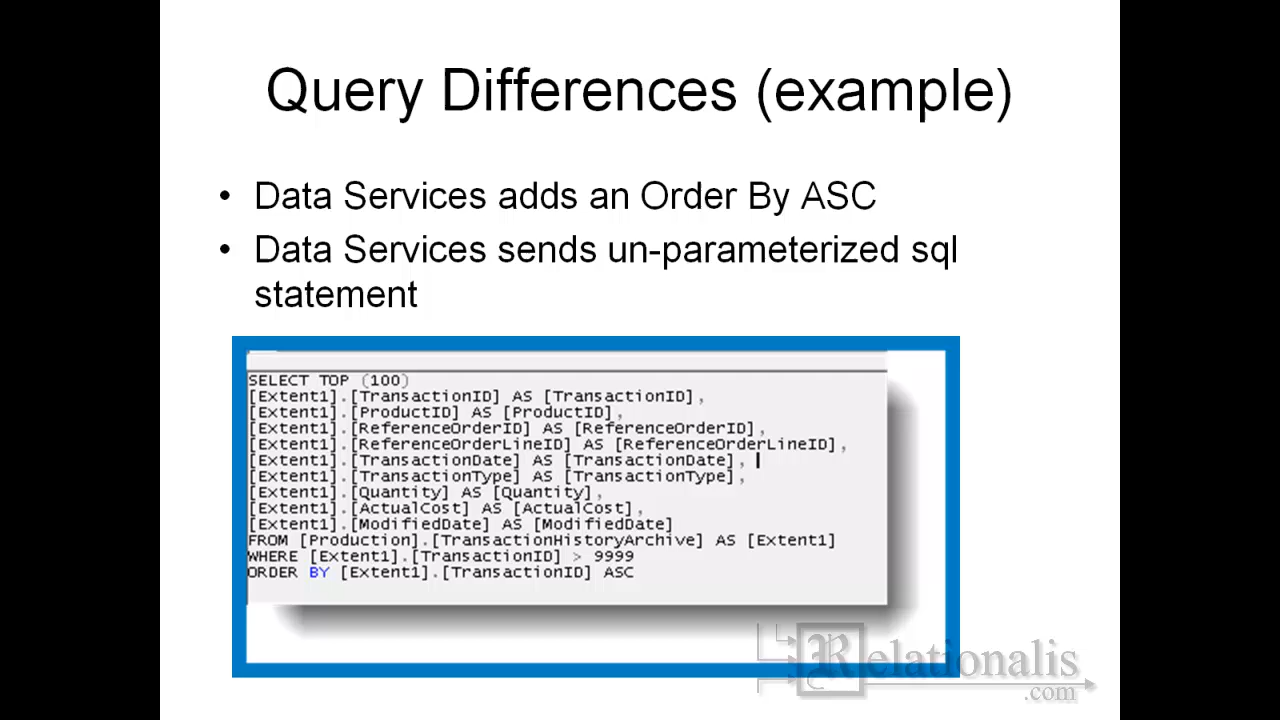 Query Differences (example)
• Data Services adds an Order By ASC
• Data Services sends un-parameterized sql
statement
SELECT TOP (100)
[Extent1].[TransactionID] AS [TransactionID],
[Extent1].[ProductID] AS [ProductID],
[Extent1].[ReferenceOrderID] AS [ReferenceOrderID],
[Extent1].[ReferenceOrderLineID] AS [ReferenceOrderLineID],
[Extent1].[TransactionDate] AS [TransactionDate],
[Extent1].[TransactionType] AS [TransactionType],
[Extent1].[Quantity] AS [Quantity],
[Extent1].[ActualCost] AS [ActualCost],
[Extent1].[ModifiedDate] AS [ModifiedDate]
FROM [Production].[TransactionHistoryArchive] AS [Extent1]
WHERE [Extent1].[TransactionID] > 9999
ORDER BY [Extent1].[TransactionID] ASC
Relationalis
.com